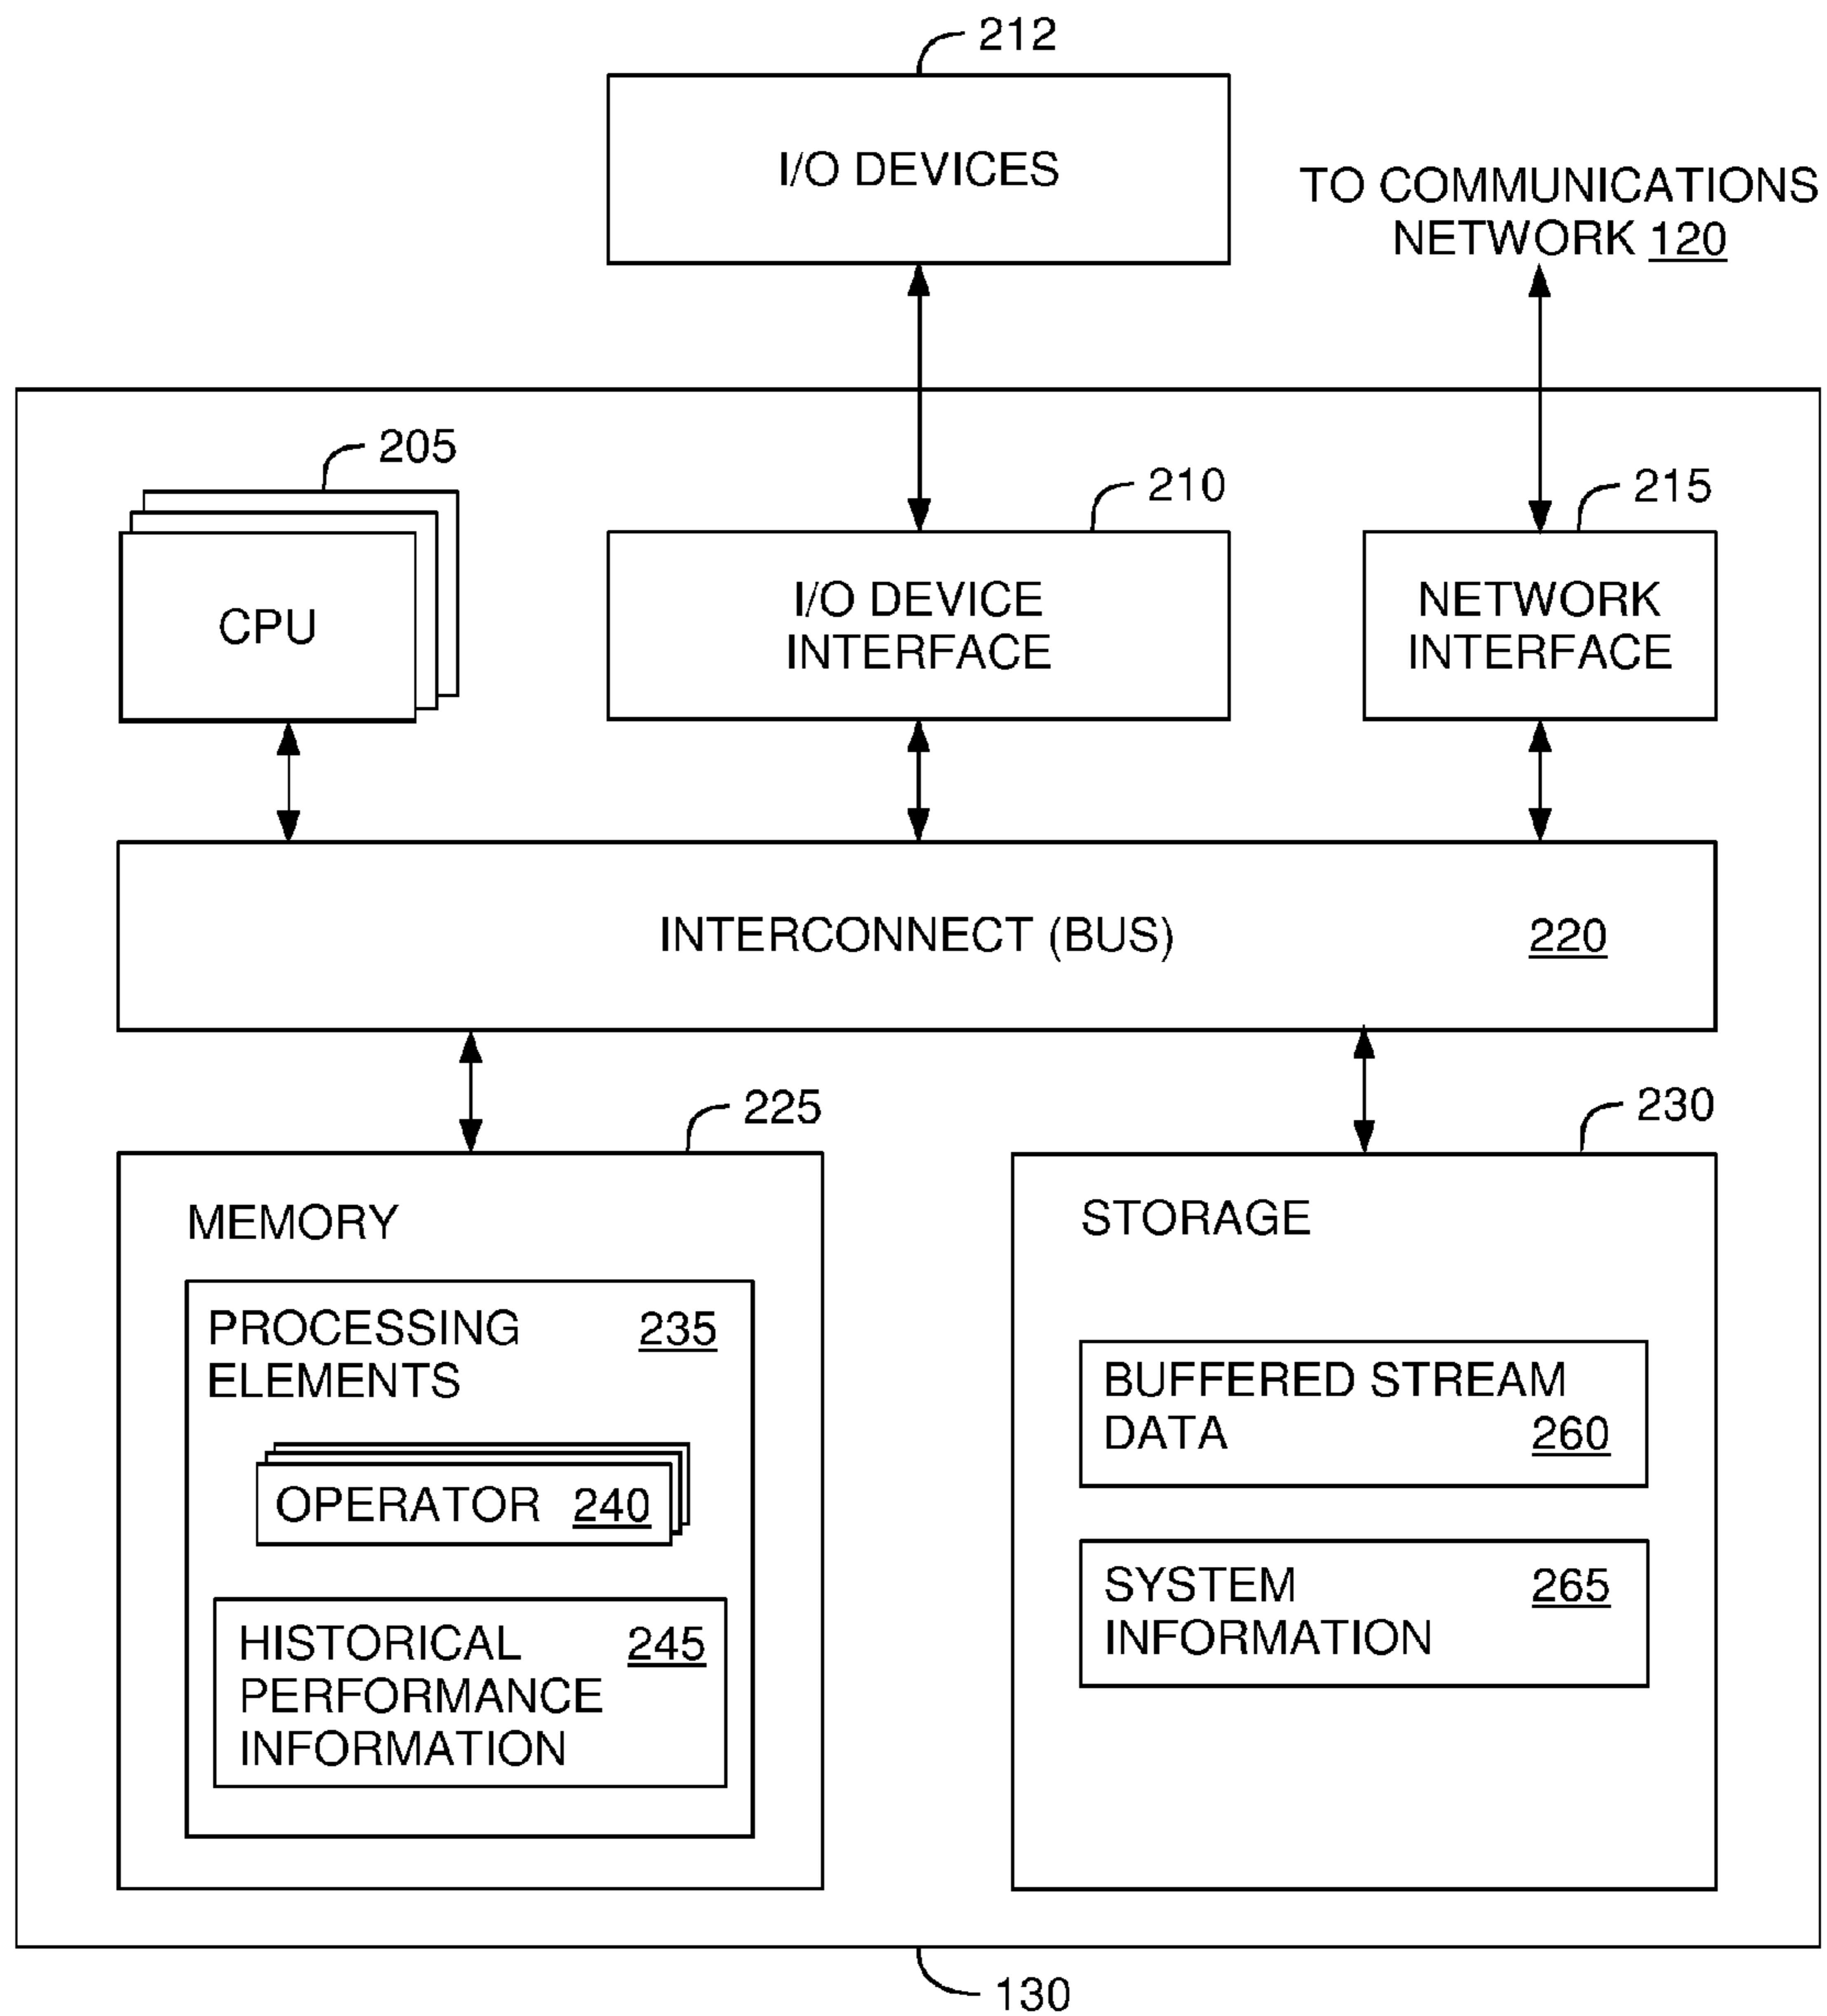 212
I/O DEVICES
TO COMMUNICATIONS
NETWORK 120
205
210
215
CPU
I/O DEVICE
INTERFACE
NETWORK
INTERFACE
INTERCONNECT (BUS) 220
225
230
MEMORY
PROCESSING 235
ELEMENTS
OPERATOR 240
HISTORICAL 245
PERFORMANCE
INFORMATION
STORAGE
BUFFERED STREAM
DATA 260
SYSTEM 265
INFORMATION
130